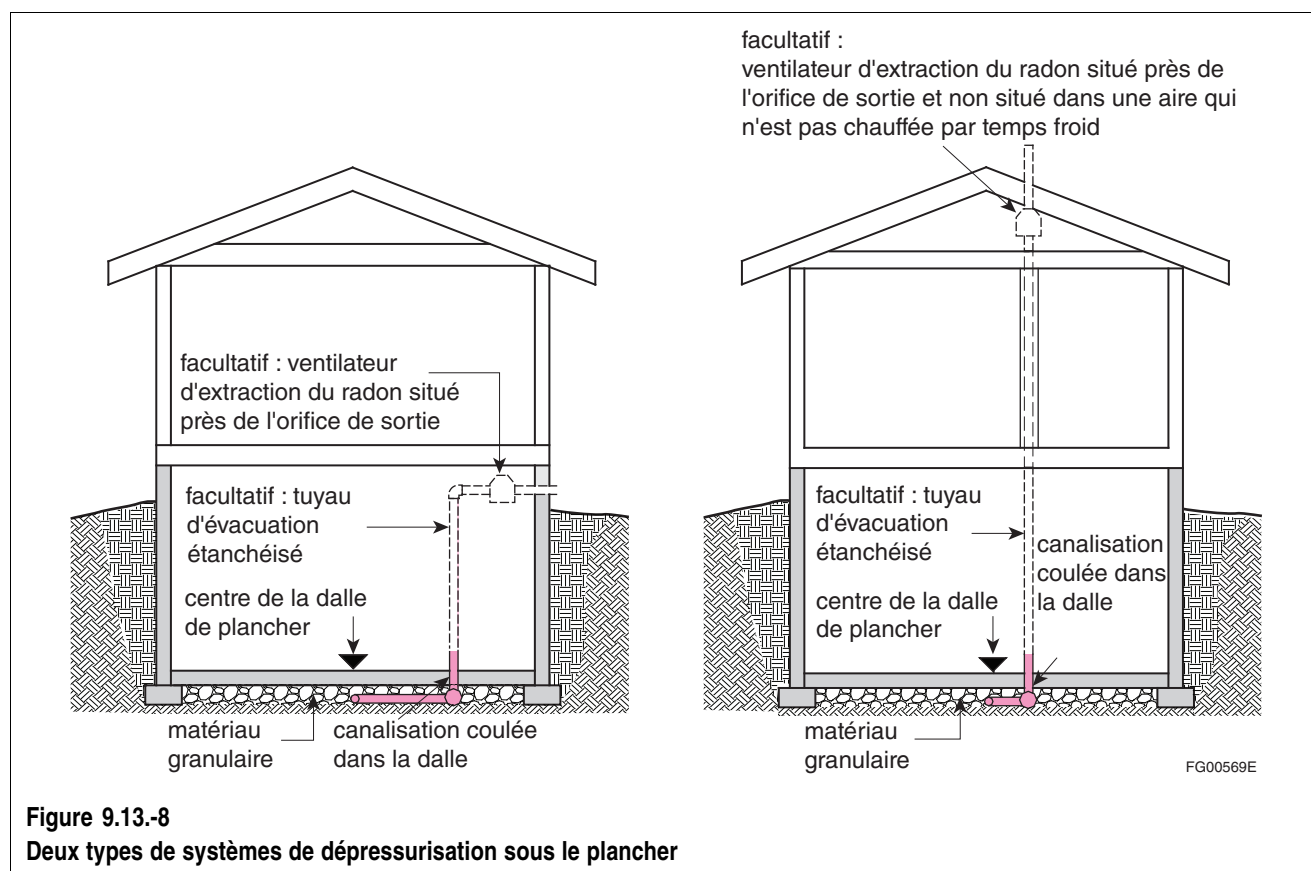 facultatif :
ventilateur d'extraction du radon situé près de
l'orifice de sortie et non situé dans une aire qui
n'est pas chauffée par temps froid
facultatif : ventilateur
d'extraction du radon situé
près de l'orifice de sortie
facultatif : tuyau
d'évacuation
étanchéisé
centre de la dalle
de plancher
matériau
granulaire
canalisation coulée
dans la dalle
facultatif : tuyau
d'évacuation
étanchéisé
canalisation
coulée dans
la dalle
centre de la dalle
de plancher
matériau
granulaire
FG00569E
Figure 9.13.-8
Deux types de systèmes de dépressurisation sous le plancher